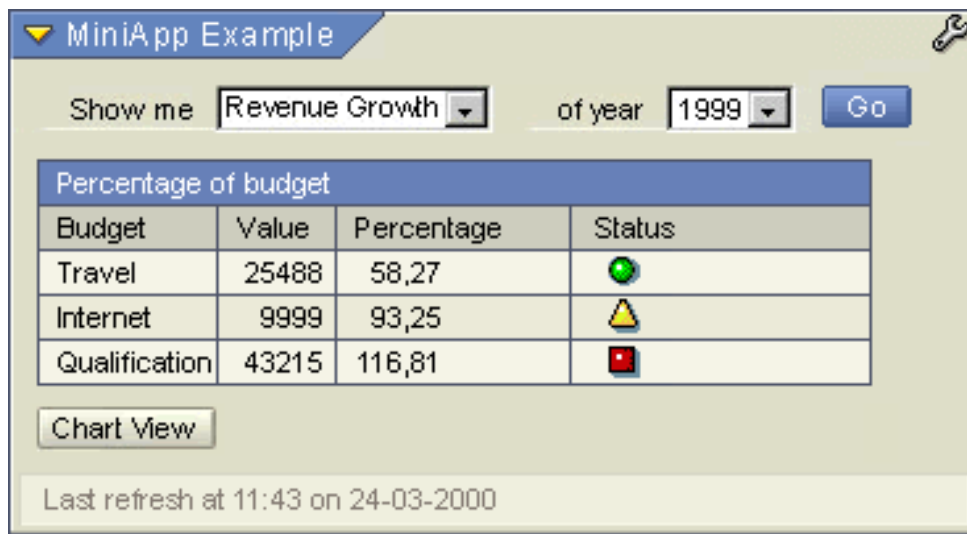 MiniApp Example
Show me Revenue Growth of year 1999 Go
Percentage of budget
Budget Value Percentage Status
Travel 25488 58,27
Internet 9999 93,25
Qualification 43215 116,81
Chart View
Last refresh at 11:43 on 24-03-2000